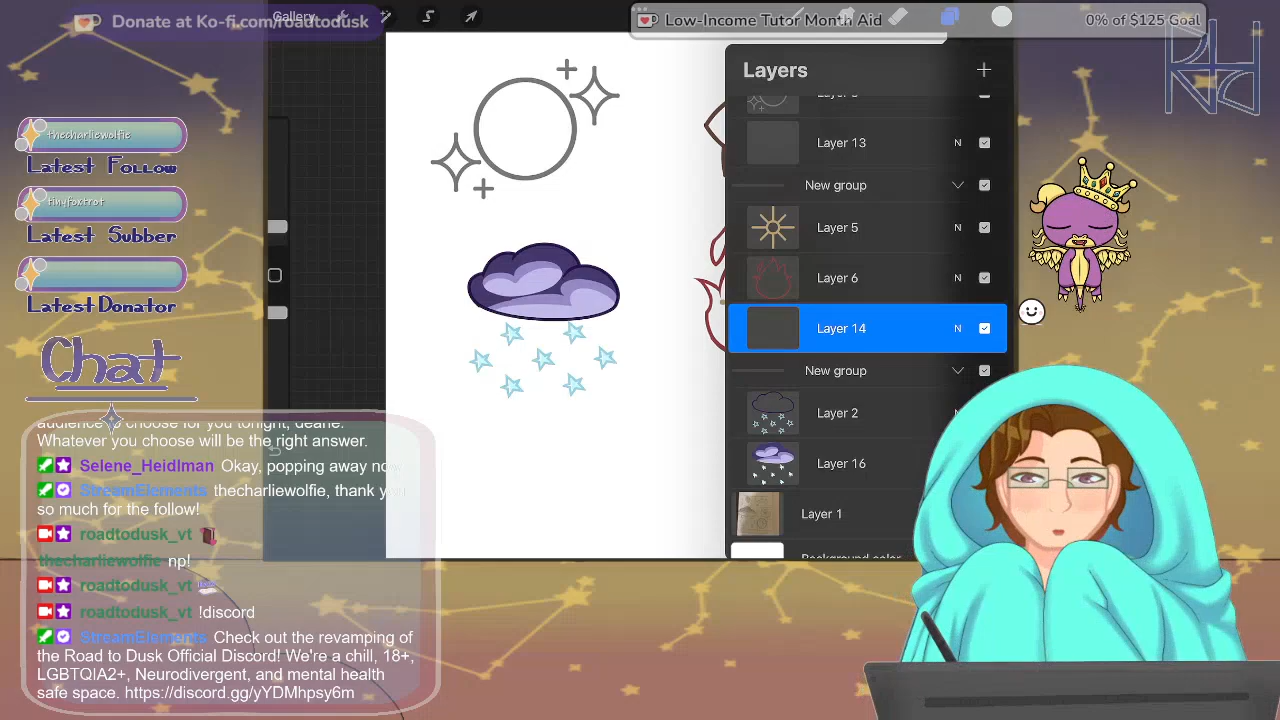 Donate at Ko-fi.com/roadtodusk
Gallery
Low-Income Tutor Month Aid
0% of $125 Goal
Layers
Layer 13
N
New group
Layer 5
N
Layer 6
N
Layer 14
N
New group
Layer 2
Layer 16
Layer 1
Background color
thecharliewolfie
Latest Follow
tinyfoxtrot
Latest Subber
Latest Donator
Chat
Whatever you choose will be the right answer.
Selene_Heidlman Okay, popping away now
StreamElements thecharliewolfie, thank you
so much for the follow!
roadtodusk_vt
thecharliewolfie np!
roadtodusk_vt
roadtodusk_vt !discord
StreamElements Check out the revamping of
the Road to Dusk Official Discord! We're a chill, 18+,
LGBTQIA2+, Neurodivergent, and mental health
safe space. https://discord.gg/yYDMhpsy6m